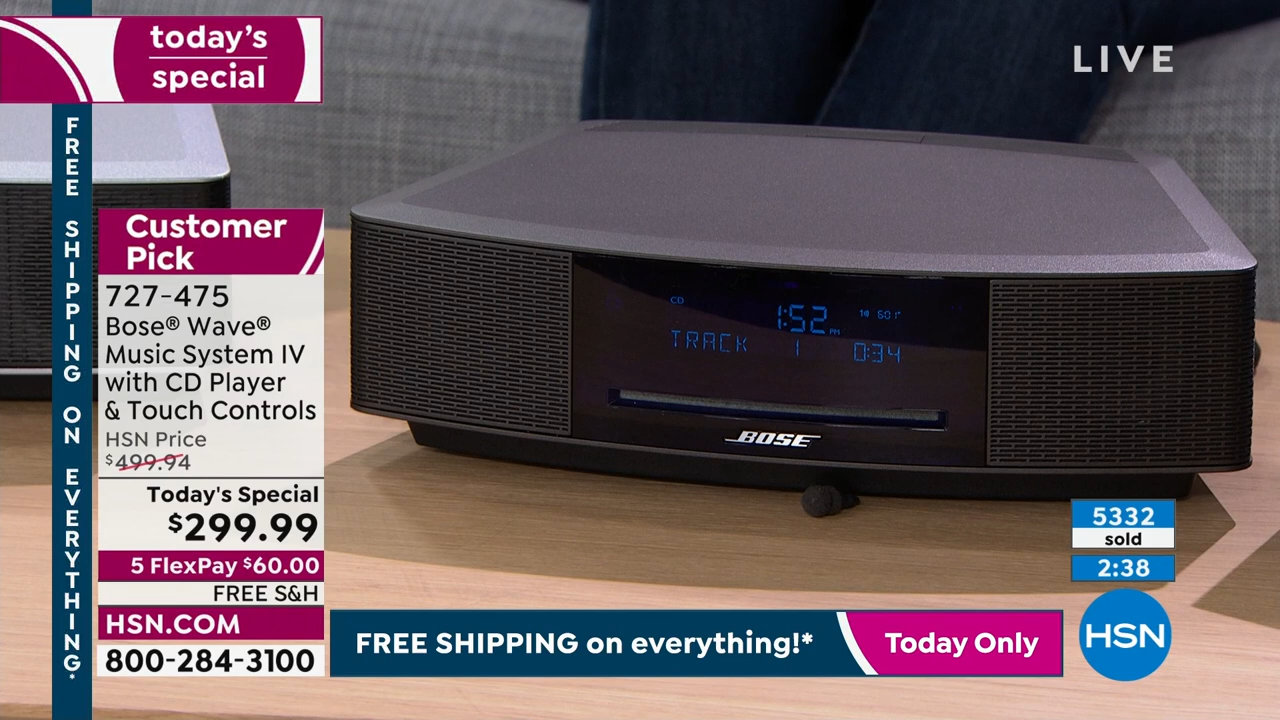 today's
special
LIVE
FREE SHIPPING ON EVERYTHING*
Customer
Pick
727-475
Bose® Wave®
Music System IV
with CD Player
& Touch Controls
HSN Price
$499.94
Today's Special
$299.99
5 FlexPay $60.00
FREE S&H
HSN.COM
800-284-3100
CD
1:52 PM
TRACK 1 0:34
BOSE
5332
sold
2:38
FREE SHIPPING on everything!*
Today Only
HSN